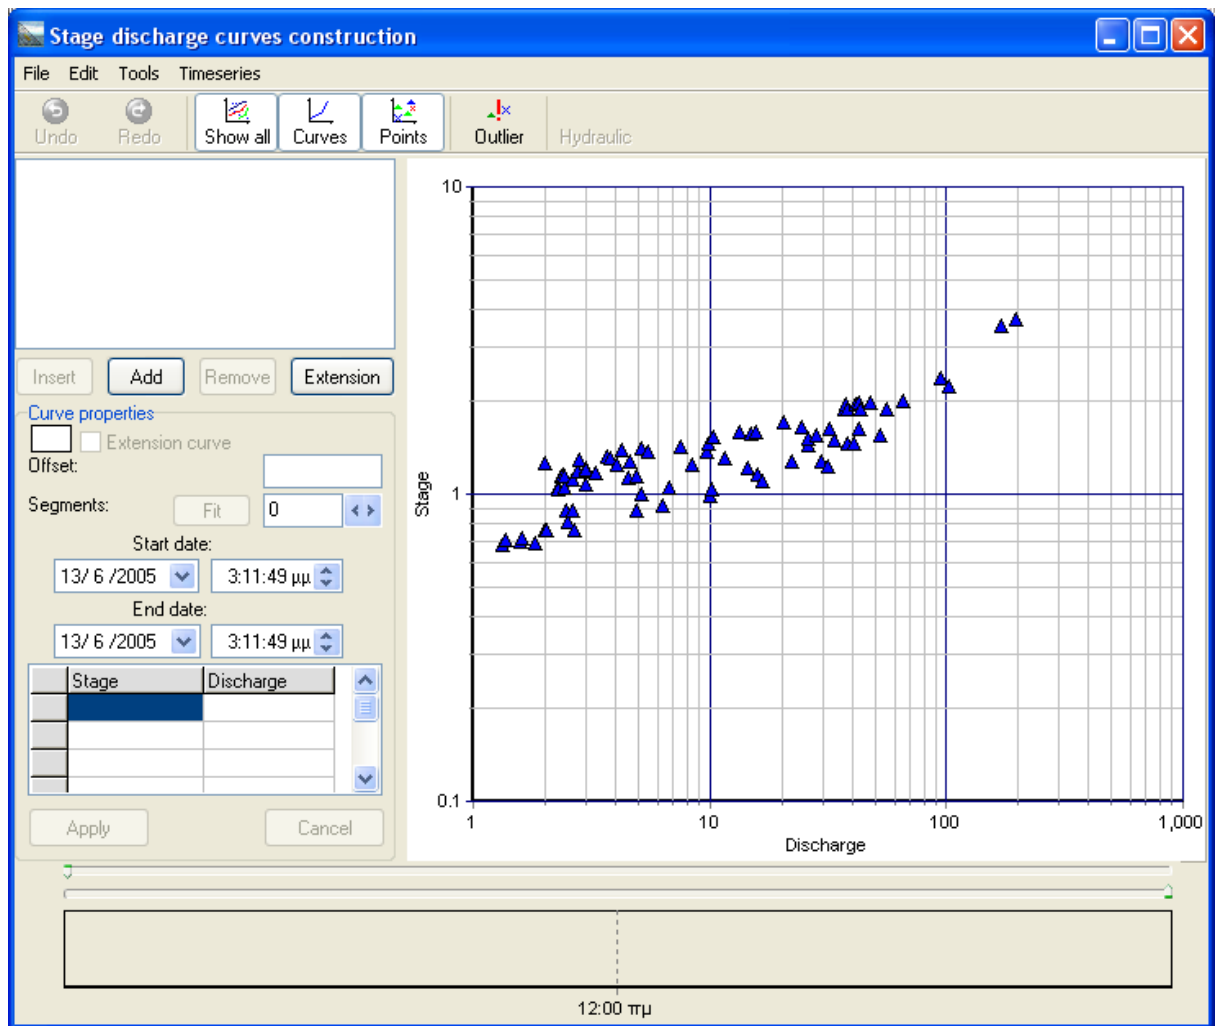 Stage discharge curves construction
File Edit Tools Timeseries
Undo Redo Show all Curves Points Outlier Hydraulic
Insert Add Remove Extension
Curve properties
Extension curve
Offset:
Segments: Fit 0
Start date:
13/ 6 /2005 3:11:49 μμ
End date:
13/ 6 /2005 3:11:49 μμ
Stage Discharge
Apply Cancel
10
1
0.1
Stage
1 10 100 1,000
Discharge
12:00 πμ